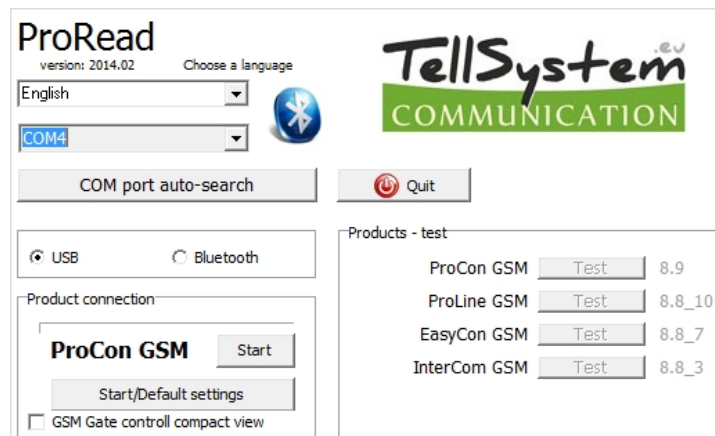 ProRead
version: 2014.02
Choose a language
English
COM4
TellSystem.eu
COMMUNICATION
COM port auto-search
Quit
USB
Bluetooth
Product connection
ProCon GSM
Start
Start/Default settings
GSM Gate controll compact view
Products - test
ProCon GSM Test 8.9
ProLine GSM Test 8.8_10
EasyCon GSM Test 8.8_7
InterCom GSM Test 8.8_3